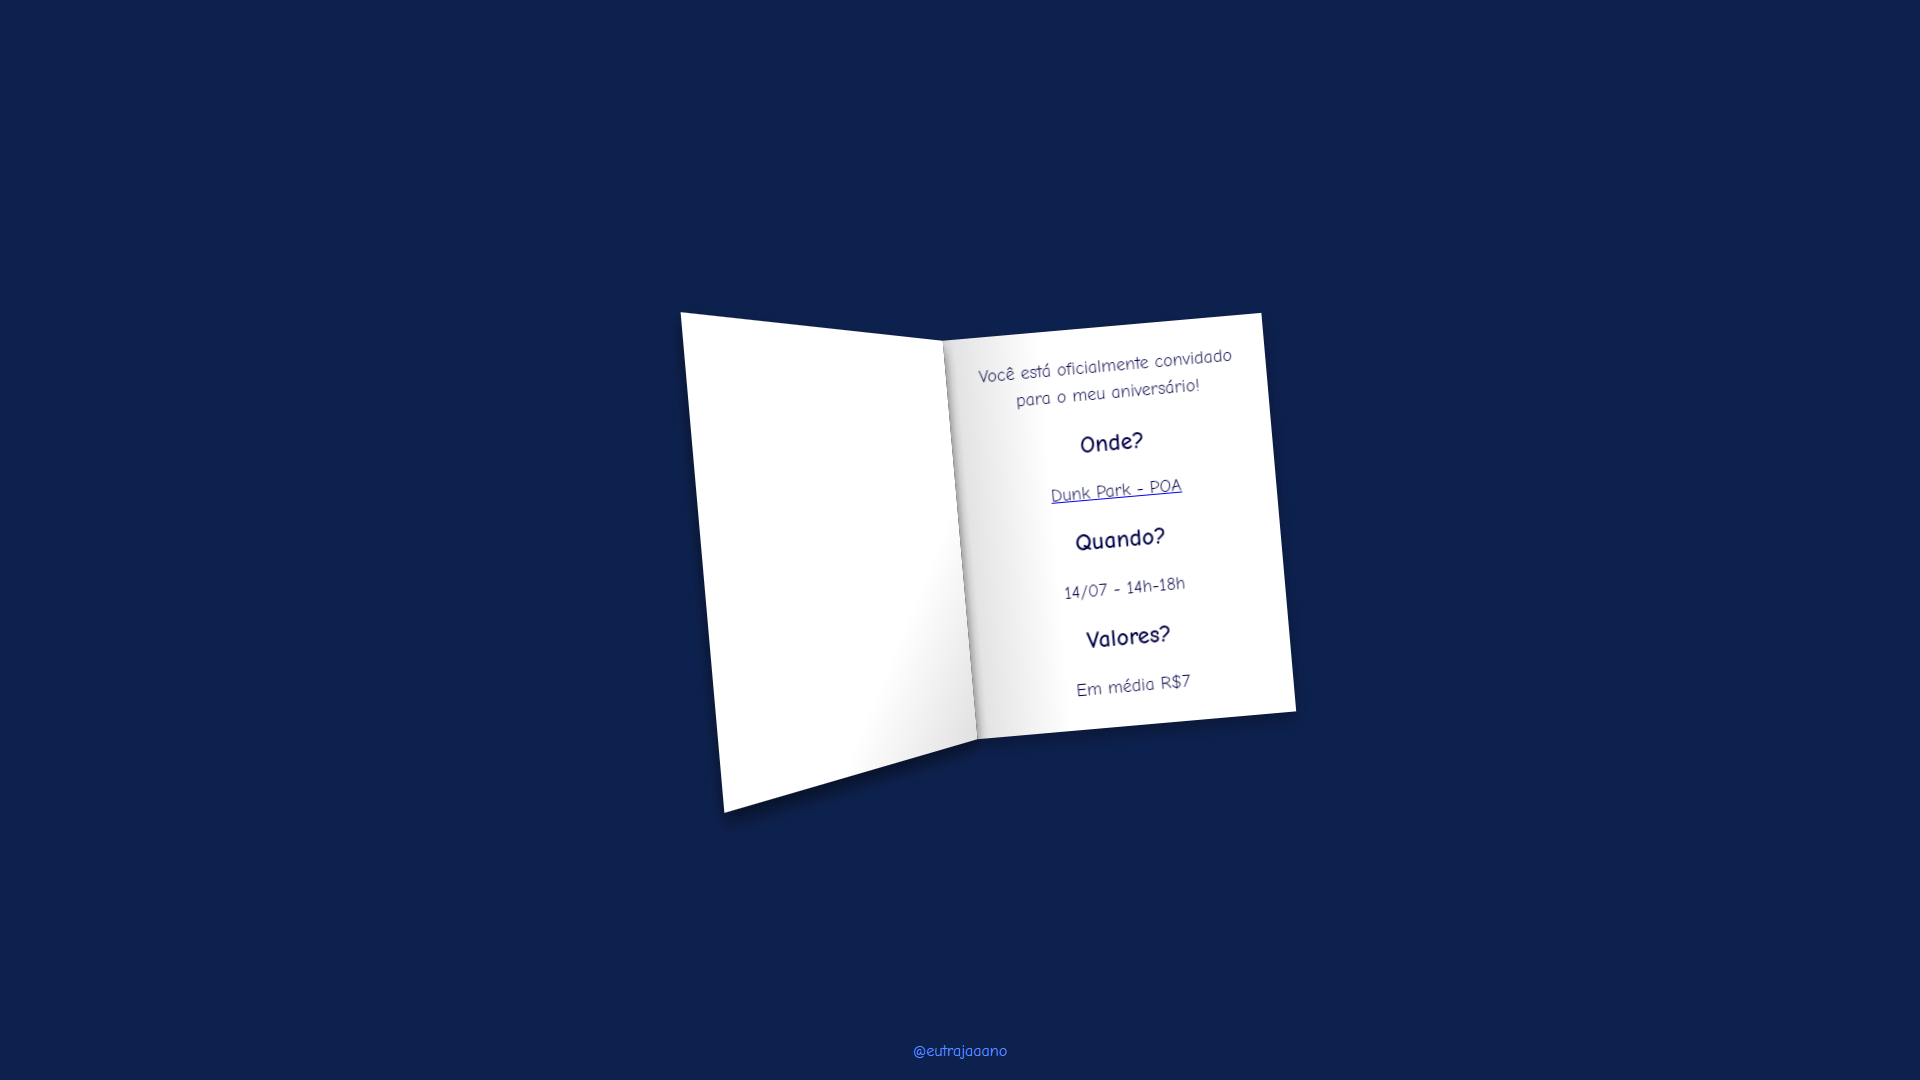 Você está oficialmente convidado
para o meu aniversário!
Onde?
Dunk Park - POA
Quando?
14/07 - 14h-18h
Valores?
Em média R$7
@eutrajaaano